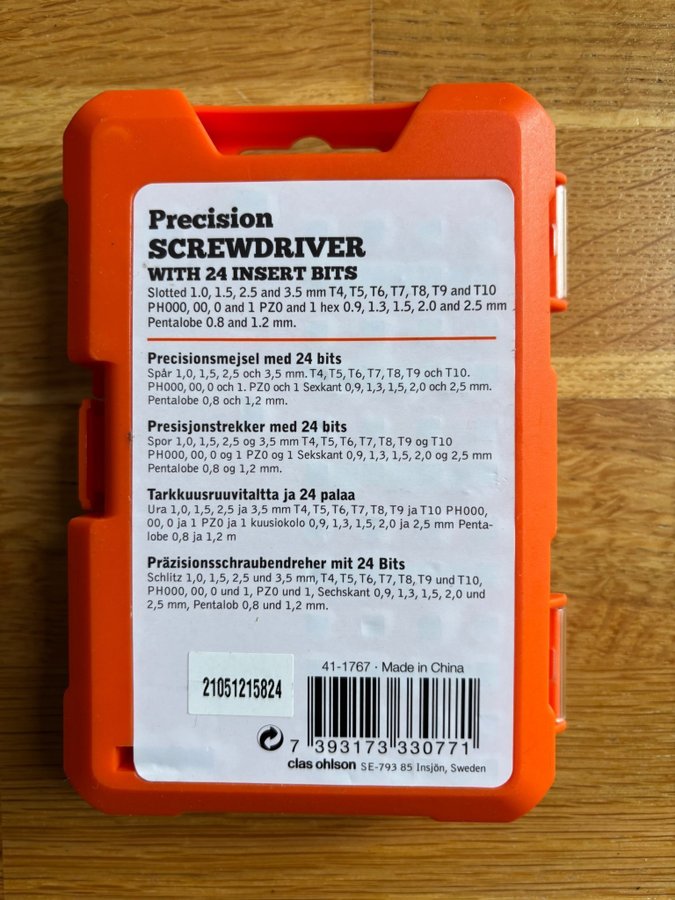 Precision
SCREWDRIVER
WITH 24 INSERT BITS
Slotted 1.0, 1.5, 2.5 and 3.5 mm T4, T5, T6, T7, T8, T9 and T10
PH000, 00, 0 and 1 PZ0 and 1 hex 0.9, 1.3, 1.5, 2.0 and 2.5 mm
Pentalobe 0.8 and 1.2 mm.
Precisionsmejsel med 24 bits
Spår 1,0, 1,5, 2,5 och 3,5 mm. T4, T5, T6, T7, T8, T9 och T10.
PH000, 00, 0 och 1. PZ0 och 1 Sexkant 0,9, 1,3, 1,5, 2,0 och 2,5 mm.
Pentalobe 0,8 och 1,2 mm.
Presisjonstrekker med 24 bits
Spor 1,0, 1,5, 2,5 og 3,5 mm T4, T5, T6, T7, T8, T9 og T10
PH000, 00, 0 og 1 PZ0 og 1 Sekskant 0,9, 1,3, 1,5, 2,0 og 2,5 mm
Pentalobe 0,8 og 1,2 mm.
Tarkkuusruuvitaltta ja 24 palaa
Ura 1,0, 1,5, 2,5 ja 3,5 mm T4, T5, T6, T7, T8, T9 ja T10 PH000,
00, 0 ja 1 PZ0 ja 1 kuusiokolo 0,9, 1,3, 1,5, 2,0 ja 2,5 mm Penta-
lobe 0,8 ja 1,2 m
Präzisionsschraubendreher mit 24 Bits
Schlitz 1,0, 1,5, 2,5 und 3,5 mm, T4, T5, T6, T7, T8, T9 und T10,
PH000, 00, 0 und 1, PZ0 und 1, Sechskant 0,9, 1,3, 1,5, 2,0 und
2,5 mm, Pentalob 0,8 und 1,2 mm.
41-1767 · Made in China
21051215824
7 393173 330771
clas ohlson SE-793 85 Insjön, Sweden